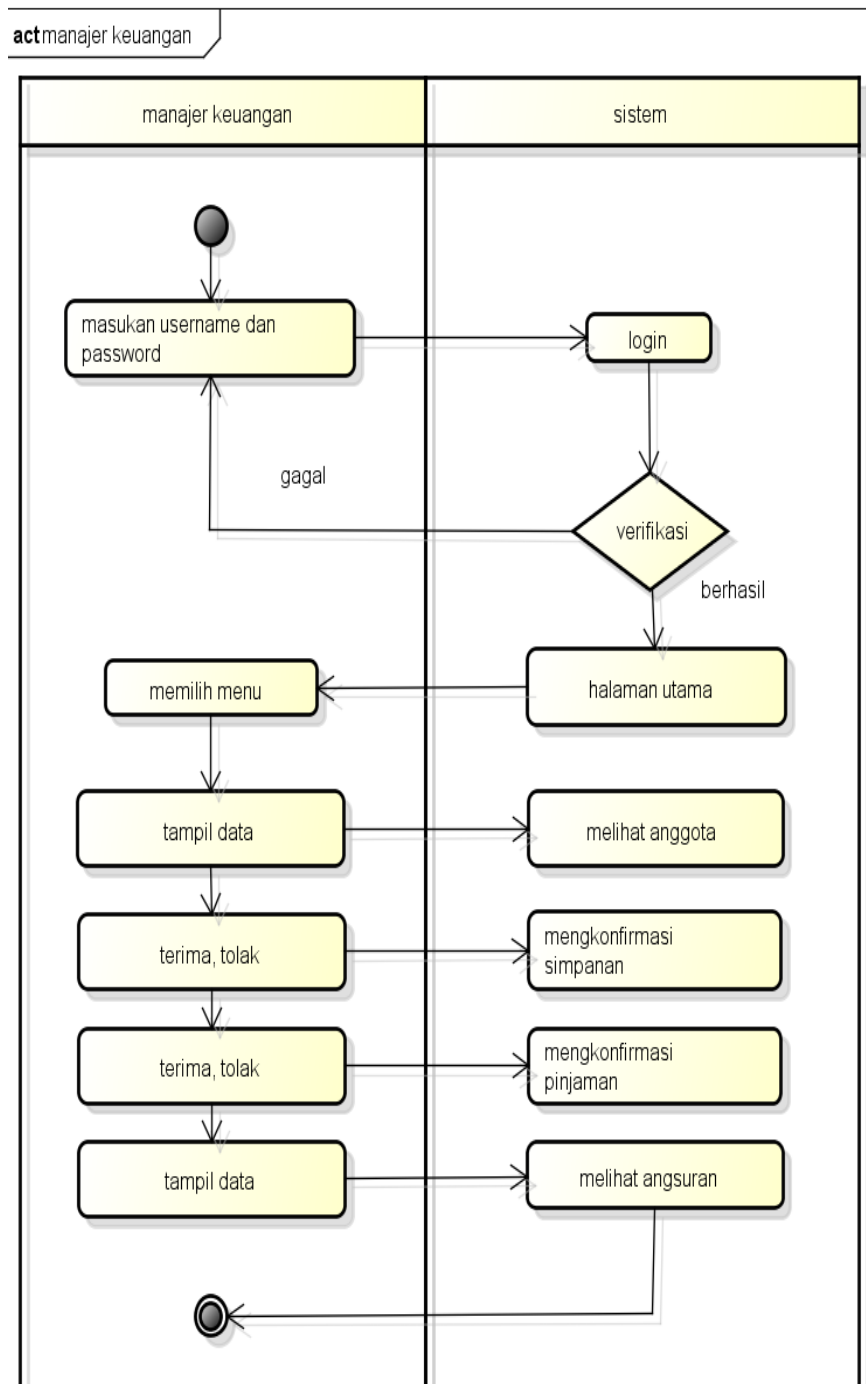 act manajer keuangan
manajer keuangan
sistem
masukan username dan
password
login
gagal
verifikasi
berhasil
memilih menu
halaman utama
tampil data
melihat anggota
terima, tolak
mengkonfirmasi
simpanan
terima, tolak
mengkonfirmasi
pinjaman
tampil data
melihat angsuran